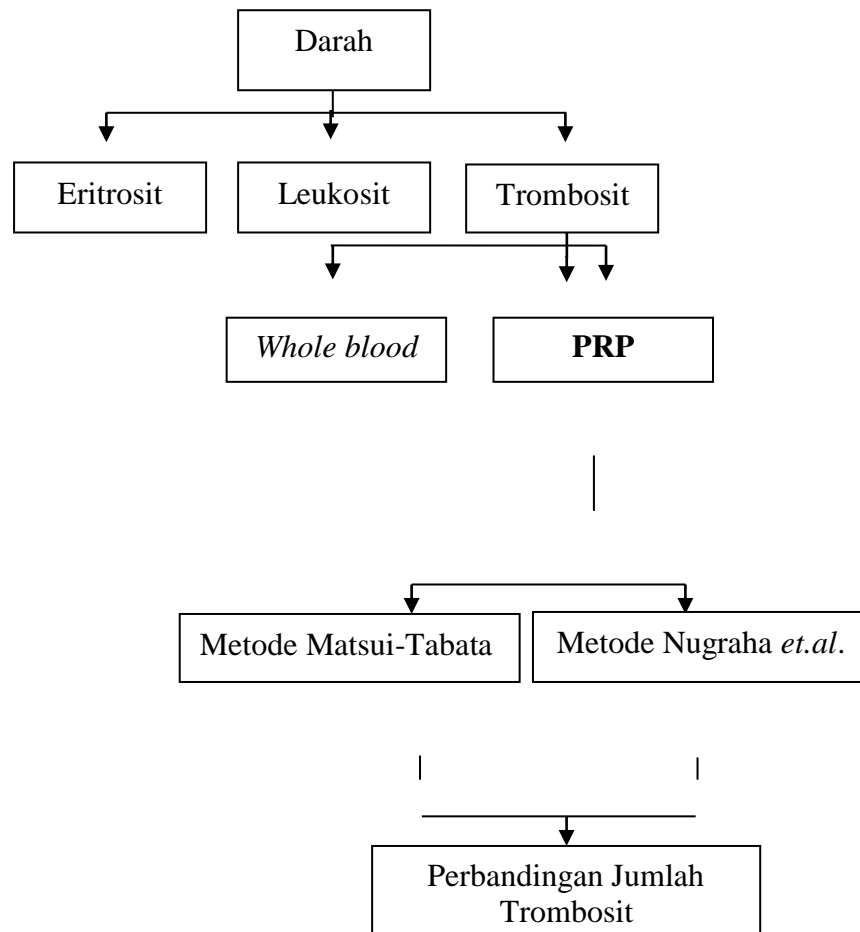 Darah
Eritrosit
Leukosit
Trombosit
Whole blood
PRP
Metode Matsui-Tabata
Metode Nugraha et.al.
Perbandingan Jumlah
Trombosit